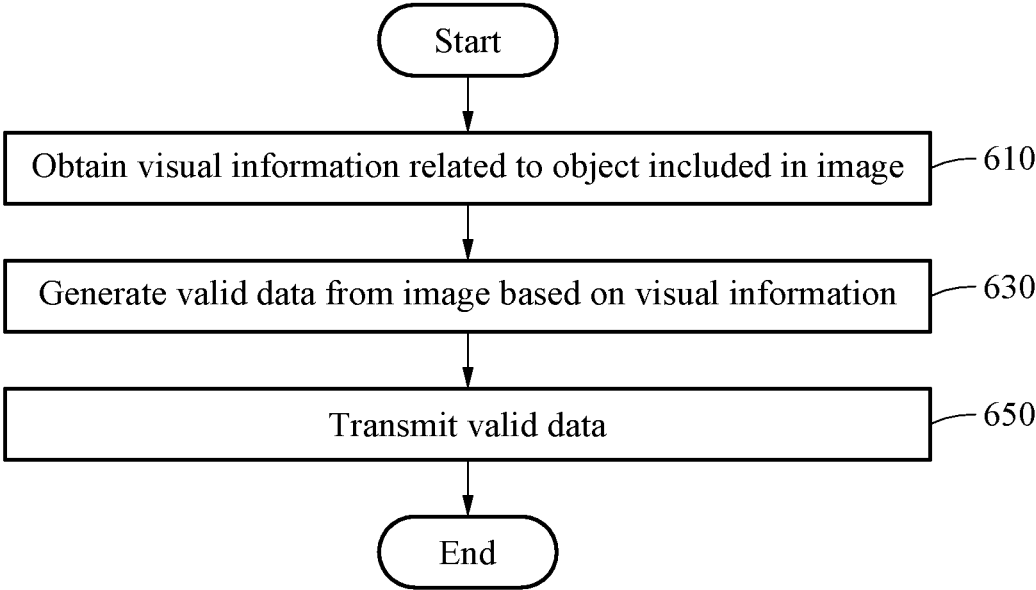 Start
Obtain visual information related to object included in image
610
Generate valid data from image based on visual information
630
Transmit valid data
650
End